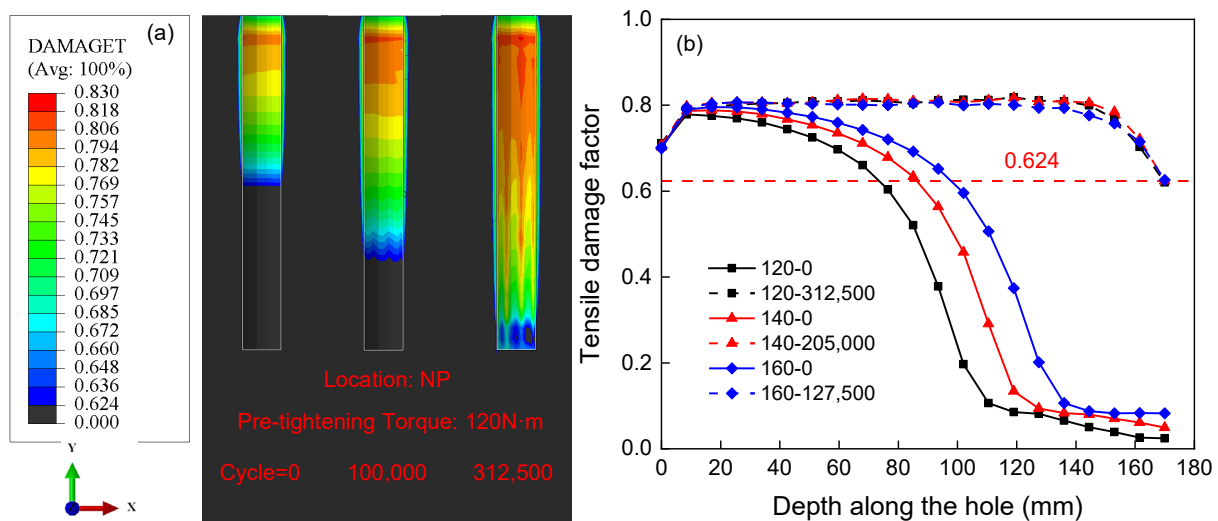 (a)
DAMAGET
(Avg: 100%)
0.830
0.818
0.806
0.794
0.782
0.769
0.757
0.745
0.733
0.721
0.709
0.697
0.685
0.672
0.660
0.648
0.636
0.624
0.000
Y
Z
X
Location: NP
Pre-tightening Torque: 120N·m
Cycle=0 100,000 312,500
(b)
Tensile damage factor
1.0
0.8
0.6
0.4
0.2
0.0
0.624
120-0
120-312,500
140-0
140-205,000
160-0
160-127,500
0 20 40 60 80 100 120 140 160 180
Depth along the hole (mm)